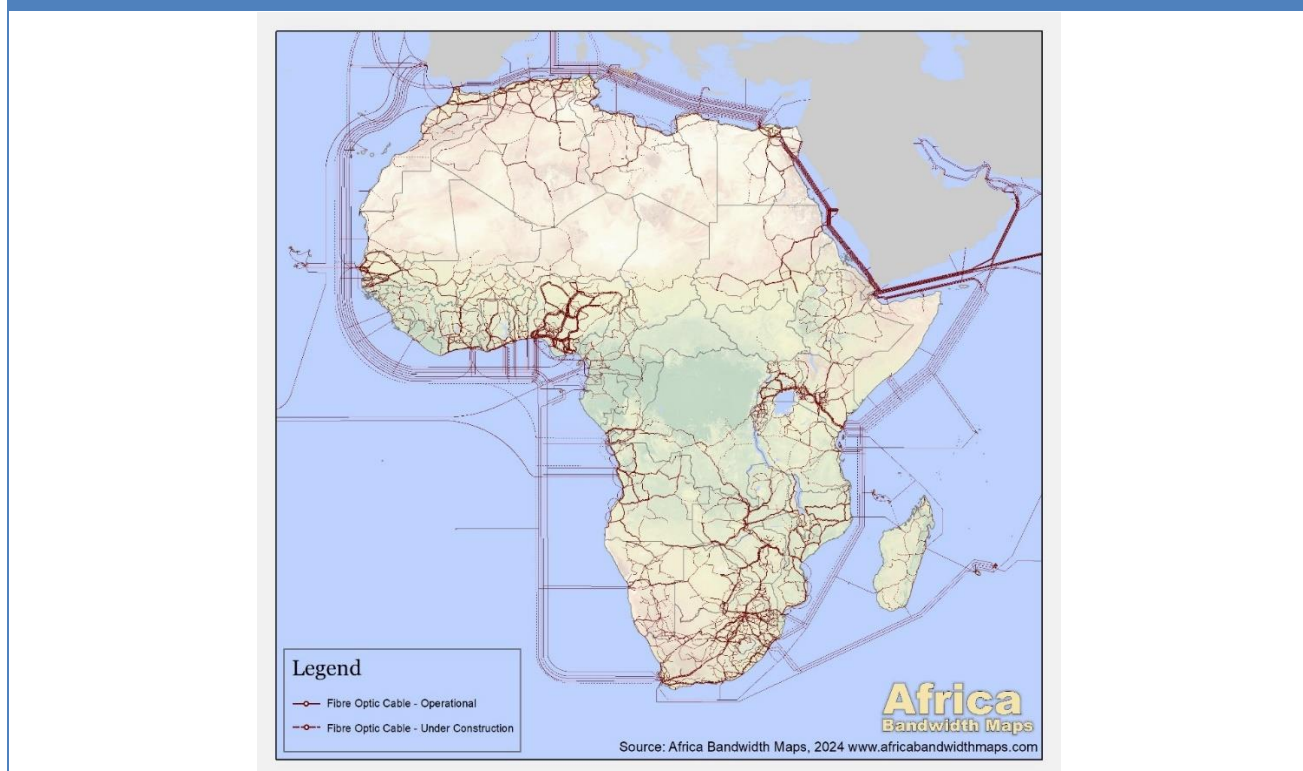 Legend
Fibre Optic Cable - Operational
Fibre Optic Cable - Under Construction
Africa
Bandwidth Maps
Source: Africa Bandwidth Maps, 2024 www.africabandwidthmaps.com